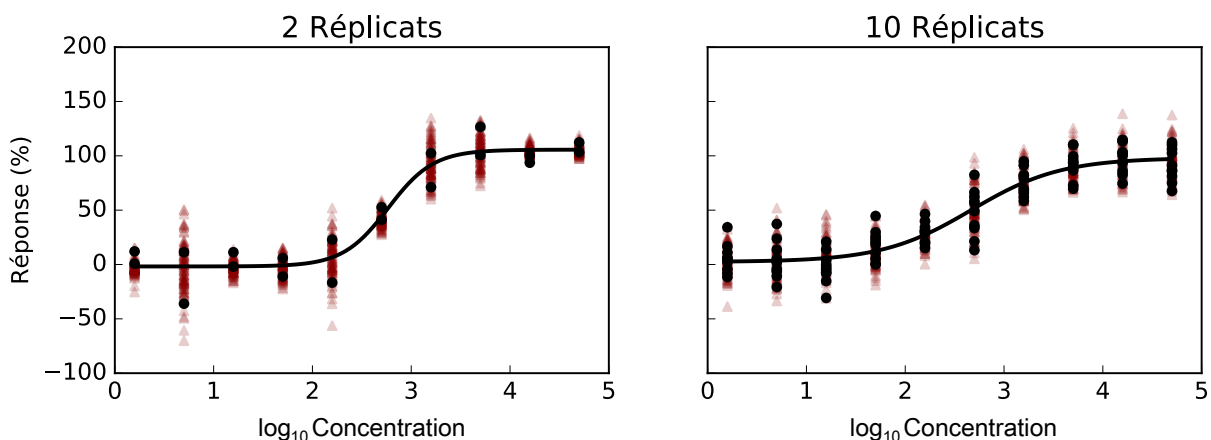 2 Réplicats
10 Réplicats
Réponse (%)
200
150
100
50
0
−50
−100
0 1 2 3 4 5
0 1 2 3 4 5
log₁₀ Concentration
log₁₀ Concentration